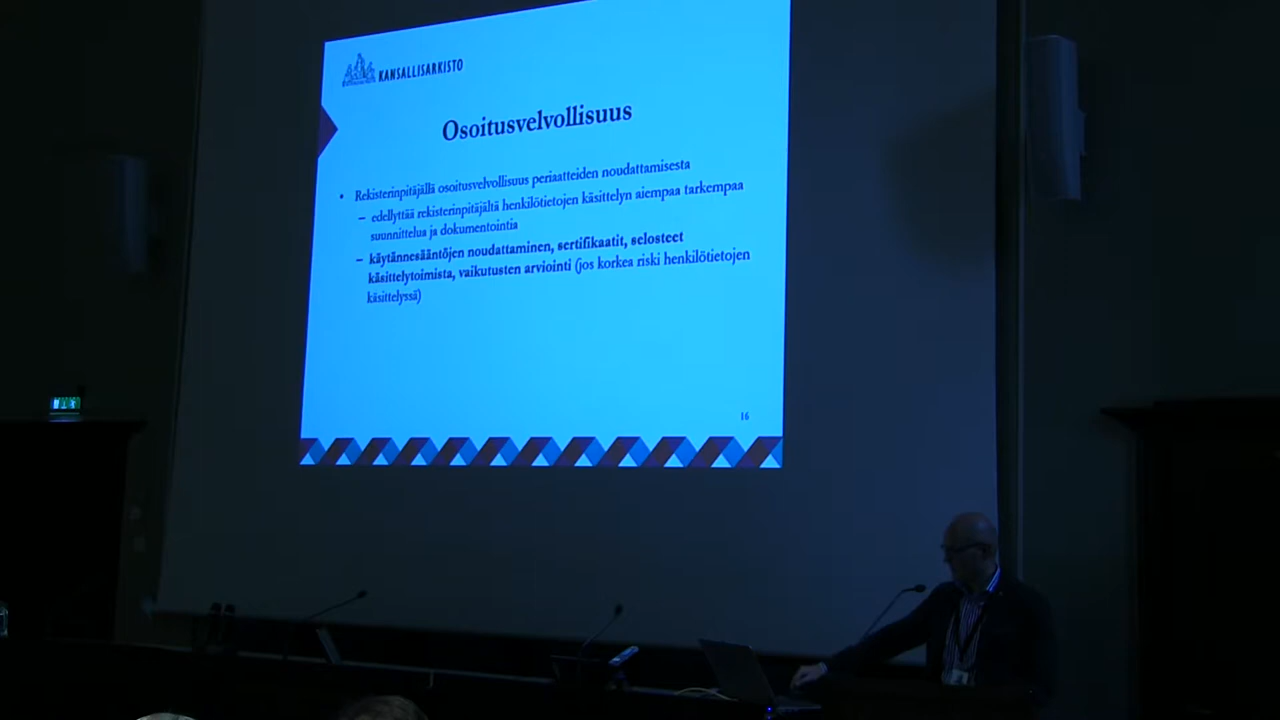 KANSALLISARKISTO
Osoitusvelvollisuus
• Rekisterinpitäjällä osoitusvelvollisuus periaatteiden noudattamisesta
– edellyttää rekisterinpitäjältä henkilötietojen käsittelyn aiempaa tarkempaa
suunnittelua ja dokumentointia
– käytännesääntöjen noudattaminen, sertifikaatit, selosteet
käsittelytoimista, vaikutusten arviointi (jos korkea riski henkilötietojen
käsittelyssä)
16